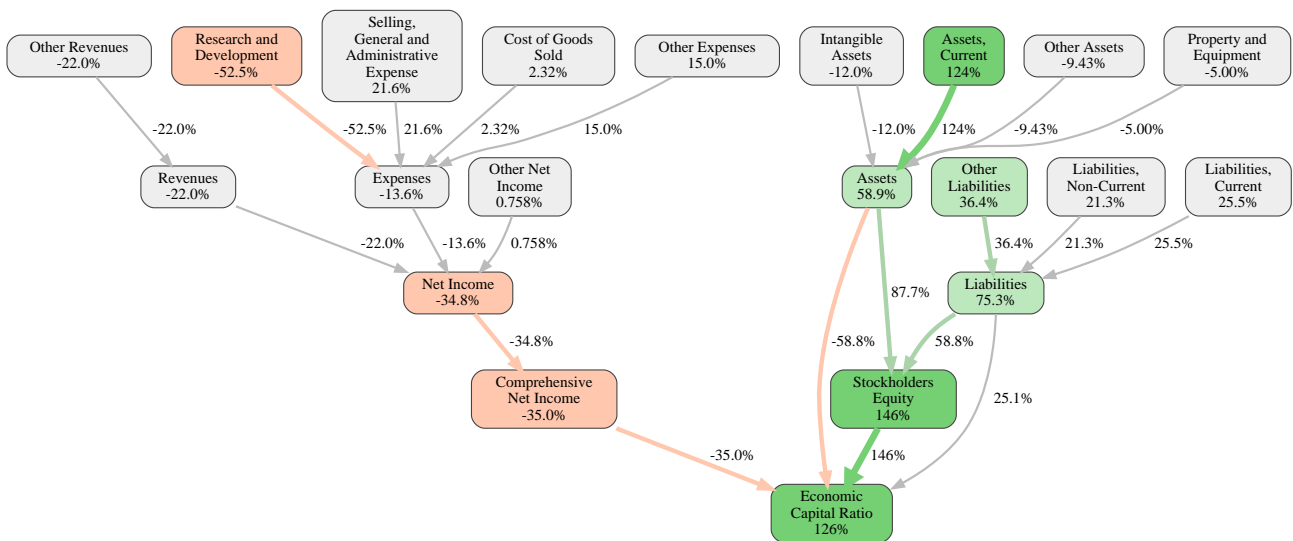 Other Revenues
-22.0%
Research and
Development
-52.5%
Selling,
General and
Administrative
Expense
21.6%
Cost of Goods
Sold
2.32%
Other Expenses
15.0%
Intangible
Assets
-12.0%
Assets,
Current
124%
Other Assets
-9.43%
Property and
Equipment
-5.00%
-22.0%
-52.5%
21.6%
2.32%
15.0%
-12.0%
124%
-9.43%
-5.00%
Revenues
-22.0%
Expenses
-13.6%
Other Net
Income
0.758%
Assets
58.9%
Other
Liabilities
36.4%
Liabilities,
Non-Current
21.3%
Liabilities,
Current
25.5%
-22.0%
-13.6%
0.758%
36.4%
21.3%
25.5%
Net Income
-34.8%
87.7%
Liabilities
75.3%
-34.8%
-58.8%
58.8%
Comprehensive
Net Income
-35.0%
Stockholders
Equity
146%
25.1%
-35.0%
146%
Economic
Capital Ratio
126%